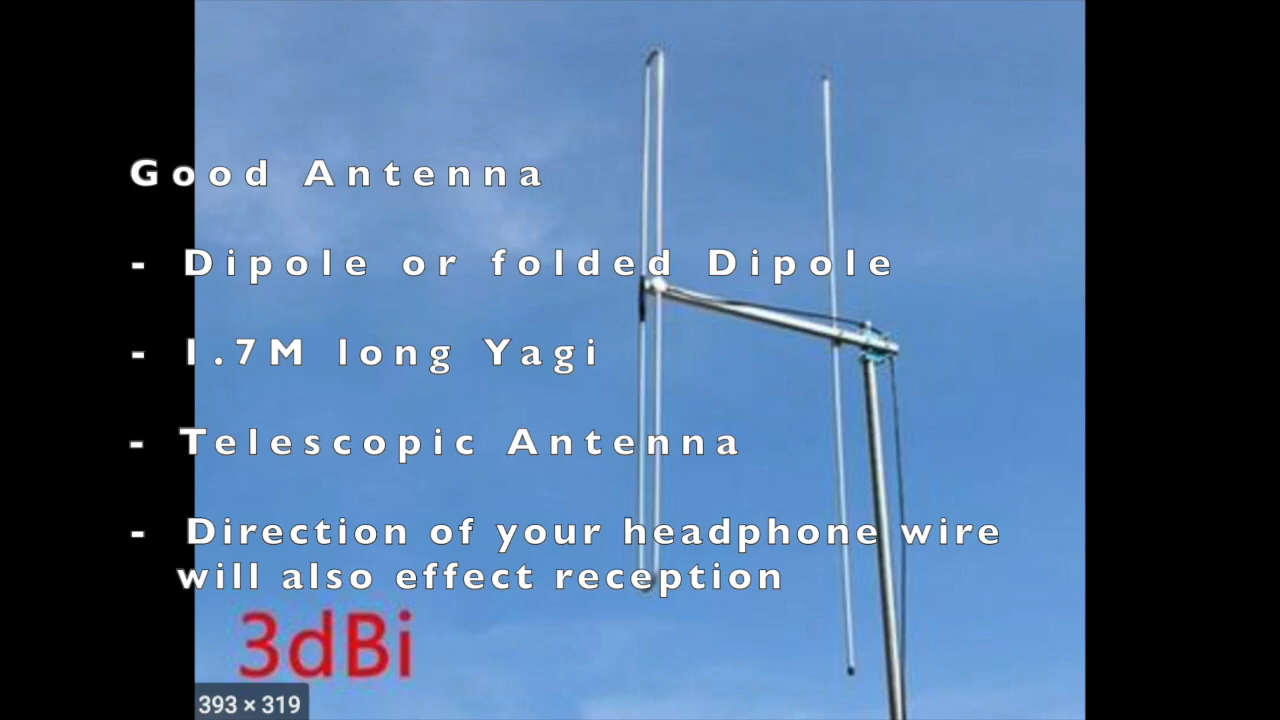 Good Antenna
- Dipole or folded Dipole
- 1.7M long Yagi
- Telescopic Antenna
- Direction of your headphone wire
will also effect reception
3dBi
393 × 319